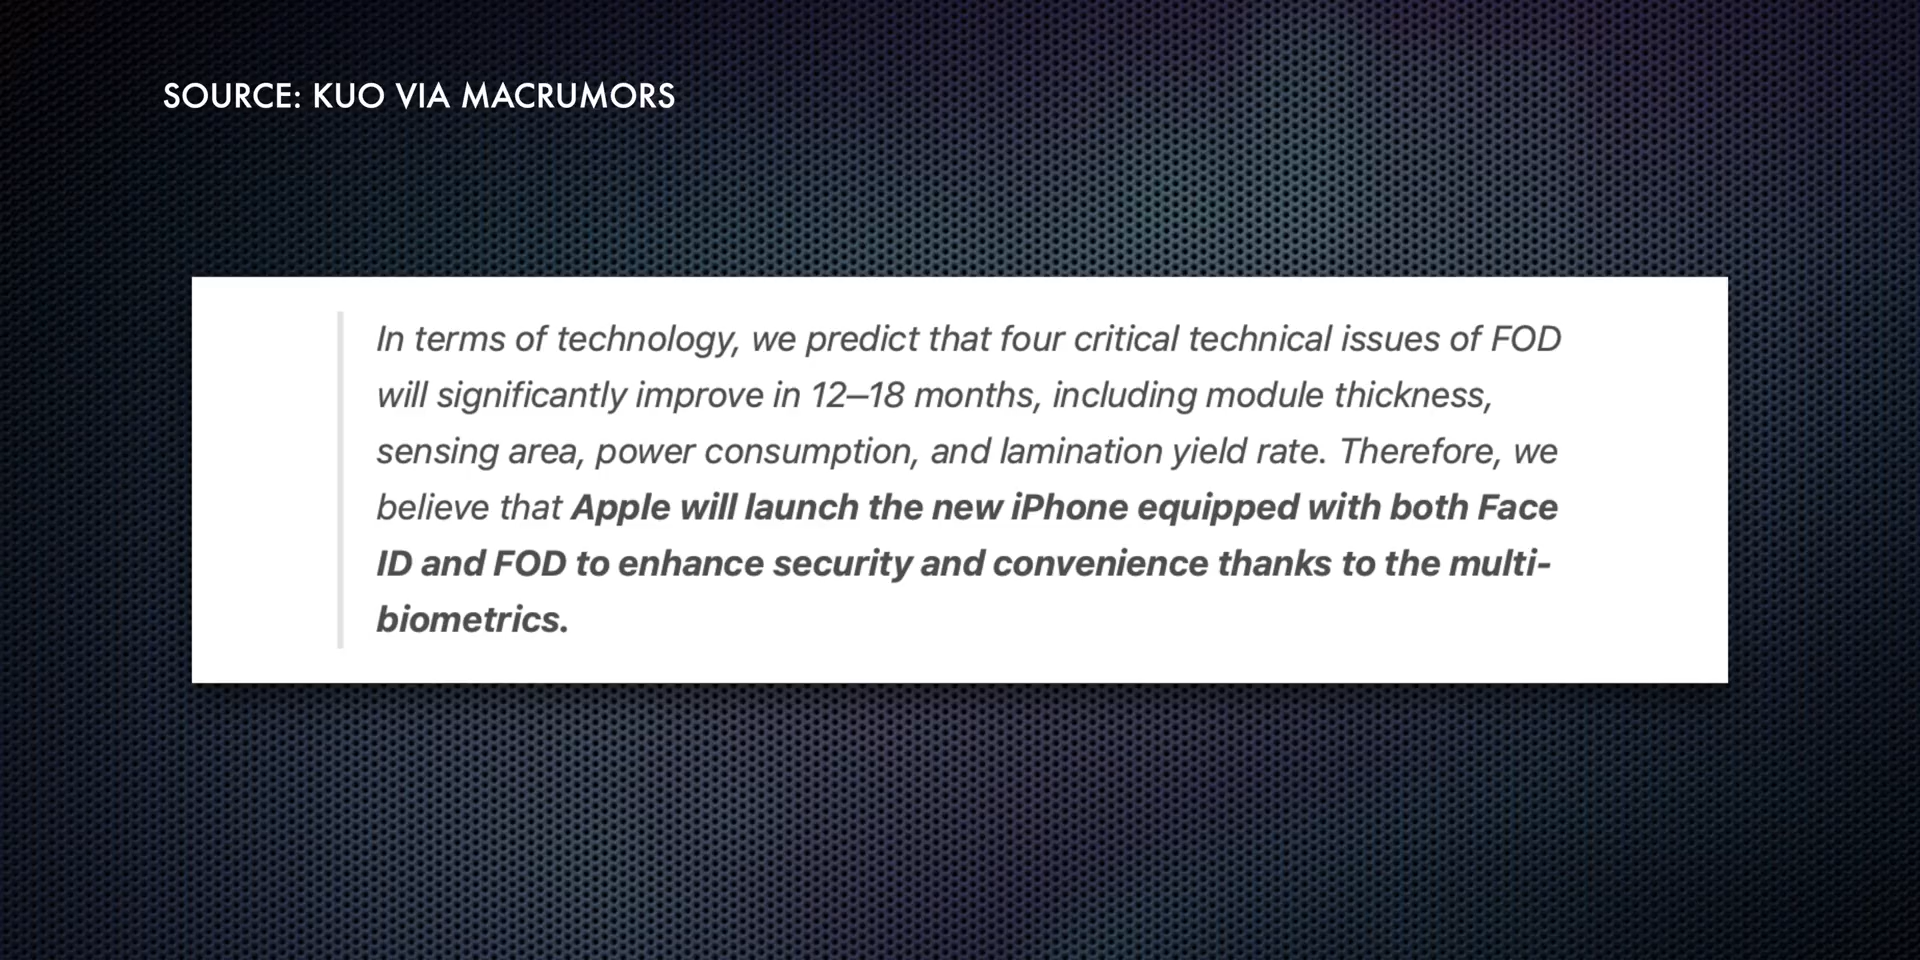 SOURCE: KUO VIA MACRUMORS
In terms of technology, we predict that four critical technical issues of FOD
will significantly improve in 12–18 months, including module thickness,
sensing area, power consumption, and lamination yield rate. Therefore, we
believe that Apple will launch the new iPhone equipped with both Face
ID and FOD to enhance security and convenience thanks to the multi-
biometrics.